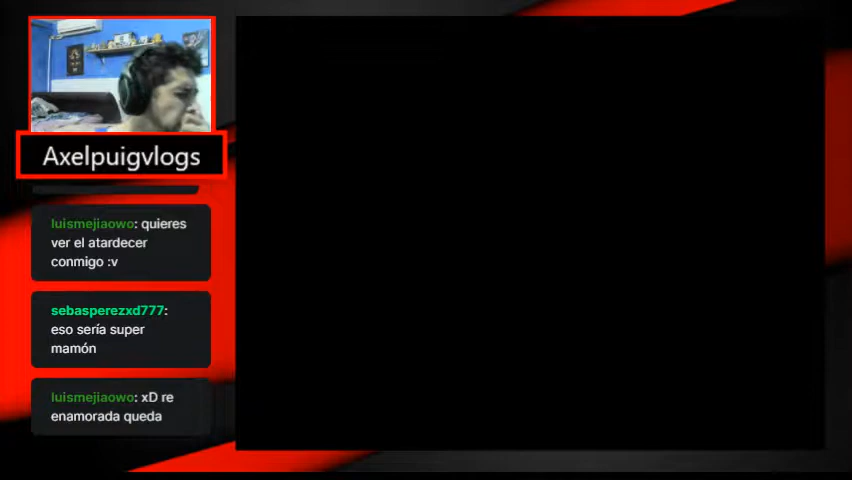 Axelpuigvlogs
luismejiaowo: quieres
ver el atardecer
conmigo :v
sebasperezxd777:
eso sería super
mamón
luismejiaowo: xD re
enamorada queda